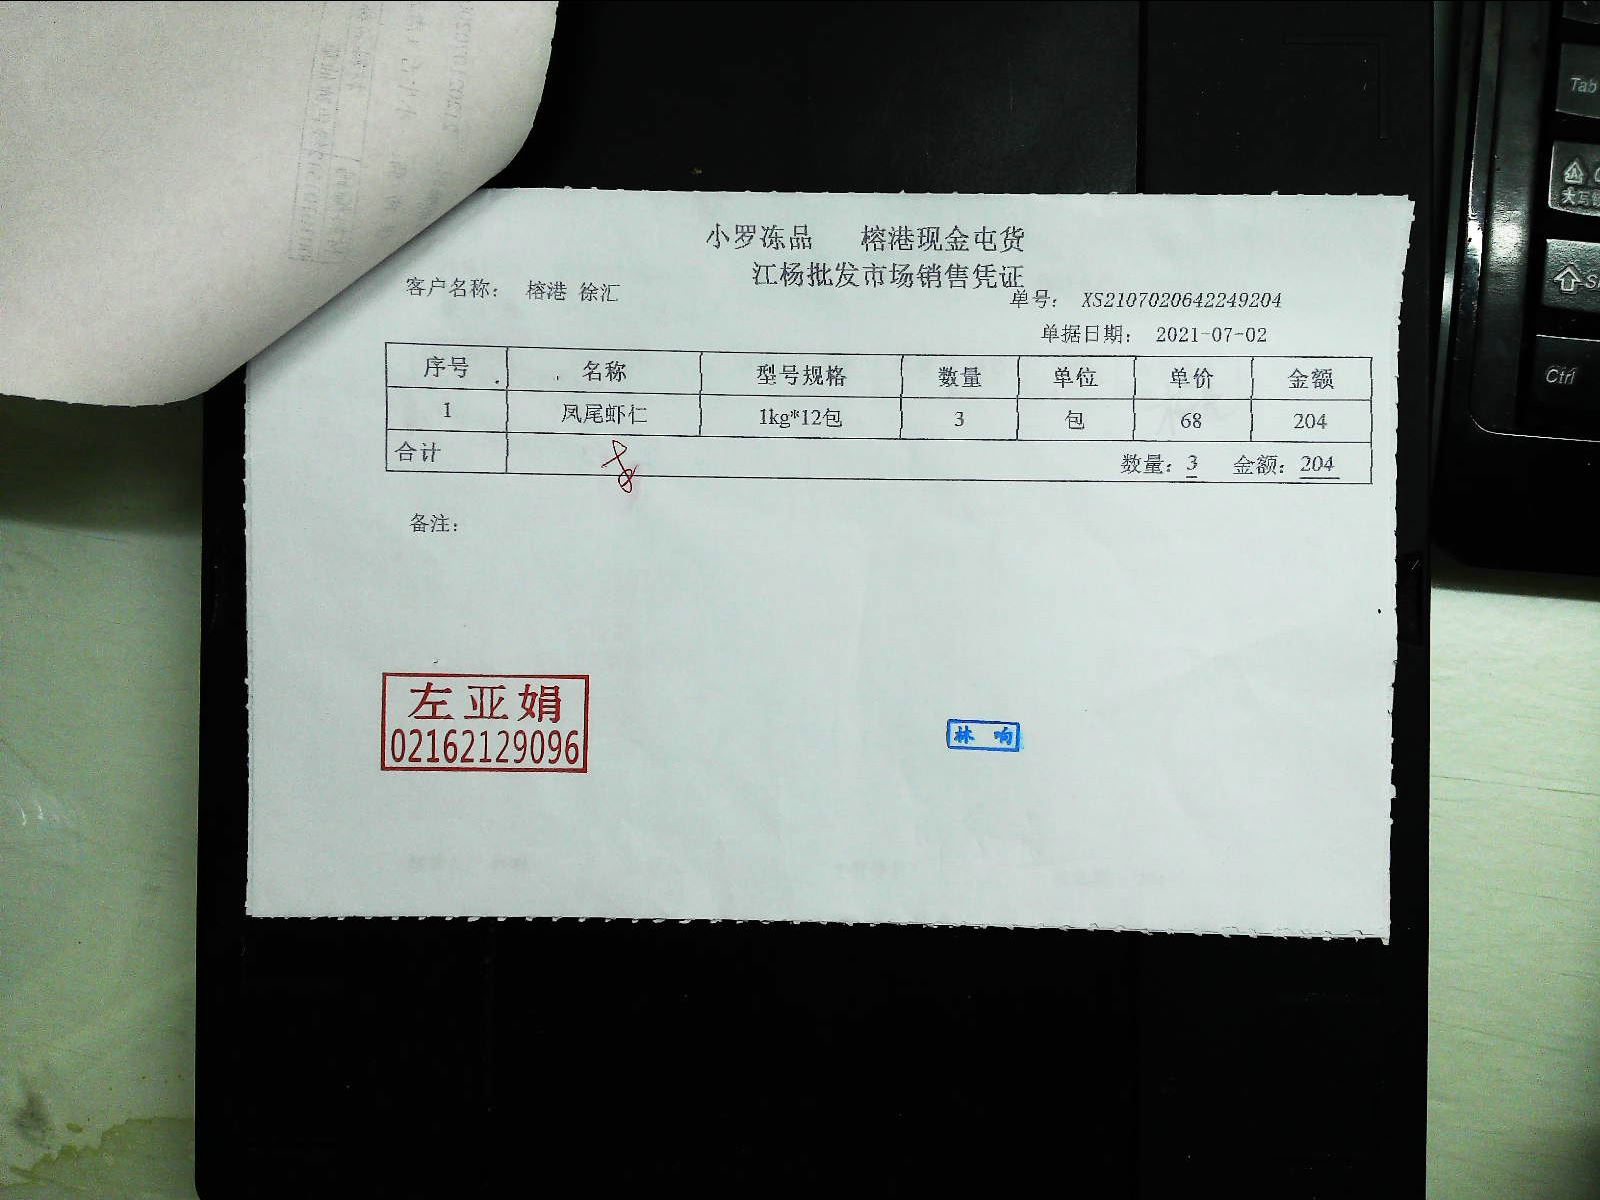 小罗冻品 榕港现金屯货
江杨批发市场销售凭证
客户名称： 榕港 徐汇
单号： XS2107020642249204
单据日期： 2021-07-02
序号 名称 型号规格 数量 单位 单价 金额
1 凤尾虾仁 1kg*12包 3 包 68 204
合计 数量：3 金额：204
备注：
左亚娟
02162129096
林响
Tab
大写
Ctrl